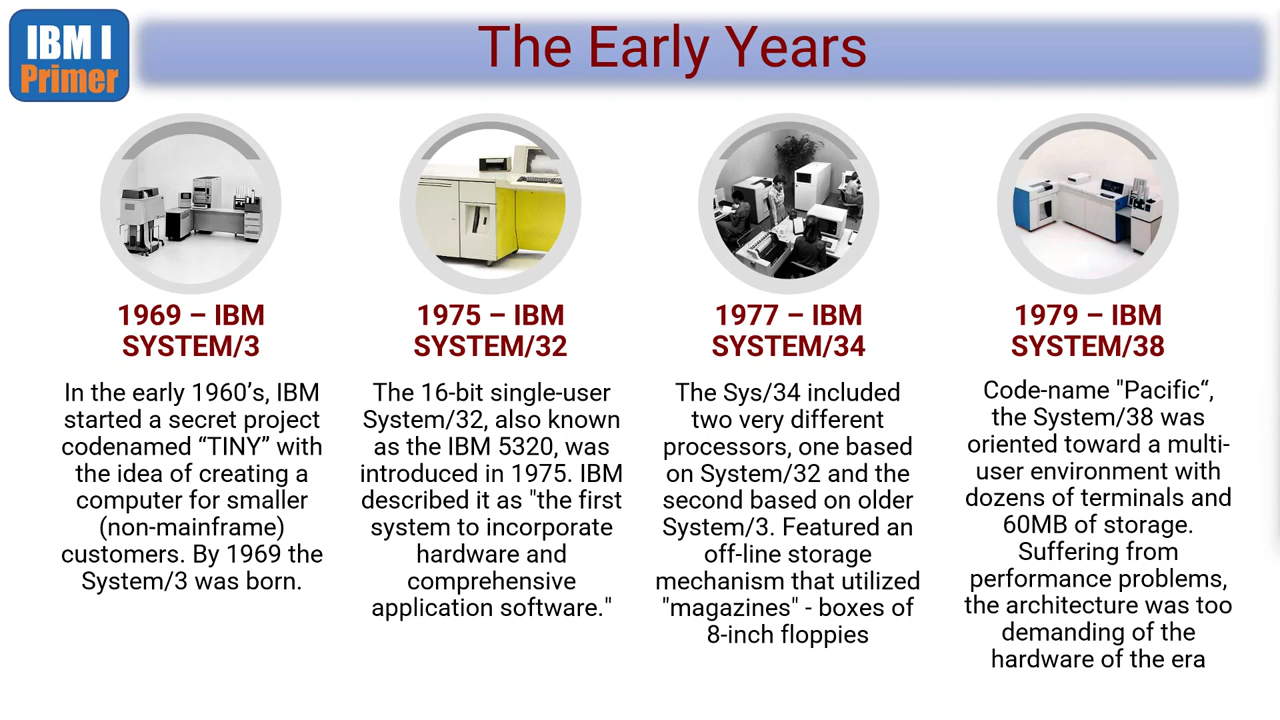 IBM I
Primer
The Early Years
1969 – IBM
SYSTEM/3
In the early 1960’s, IBM
started a secret project
codenamed “TINY” with
the idea of creating a
computer for smaller
(non-mainframe)
customers. By 1969 the
System/3 was born.
1975 – IBM
SYSTEM/32
The 16-bit single-user
System/32, also known
as the IBM 5320, was
introduced in 1975. IBM
described it as "the first
system to incorporate
hardware and
comprehensive
application software."
1977 – IBM
SYSTEM/34
The Sys/34 included
two very different
processors, one based
on System/32 and the
second based on older
System/3. Featured an
off-line storage
mechanism that utilized
"magazines" - boxes of
8-inch floppies
1979 – IBM
SYSTEM/38
Code-name "Pacific“,
the System/38 was
oriented toward a multi-
user environment with
dozens of terminals and
60MB of storage.
Suffering from
performance problems,
the architecture was too
demanding of the
hardware of the era